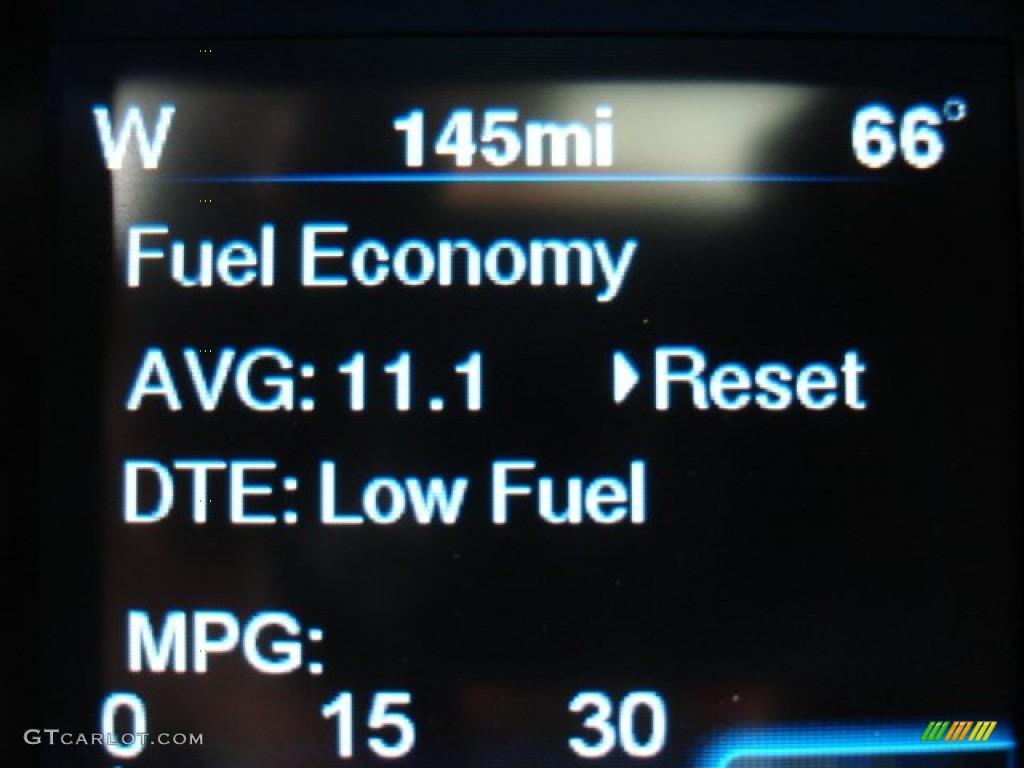 W 145mi 66°
Fuel Economy
AVG: 11.1 Reset
DTE: Low Fuel
MPG:
0 15 30
GTCARLOT.COM